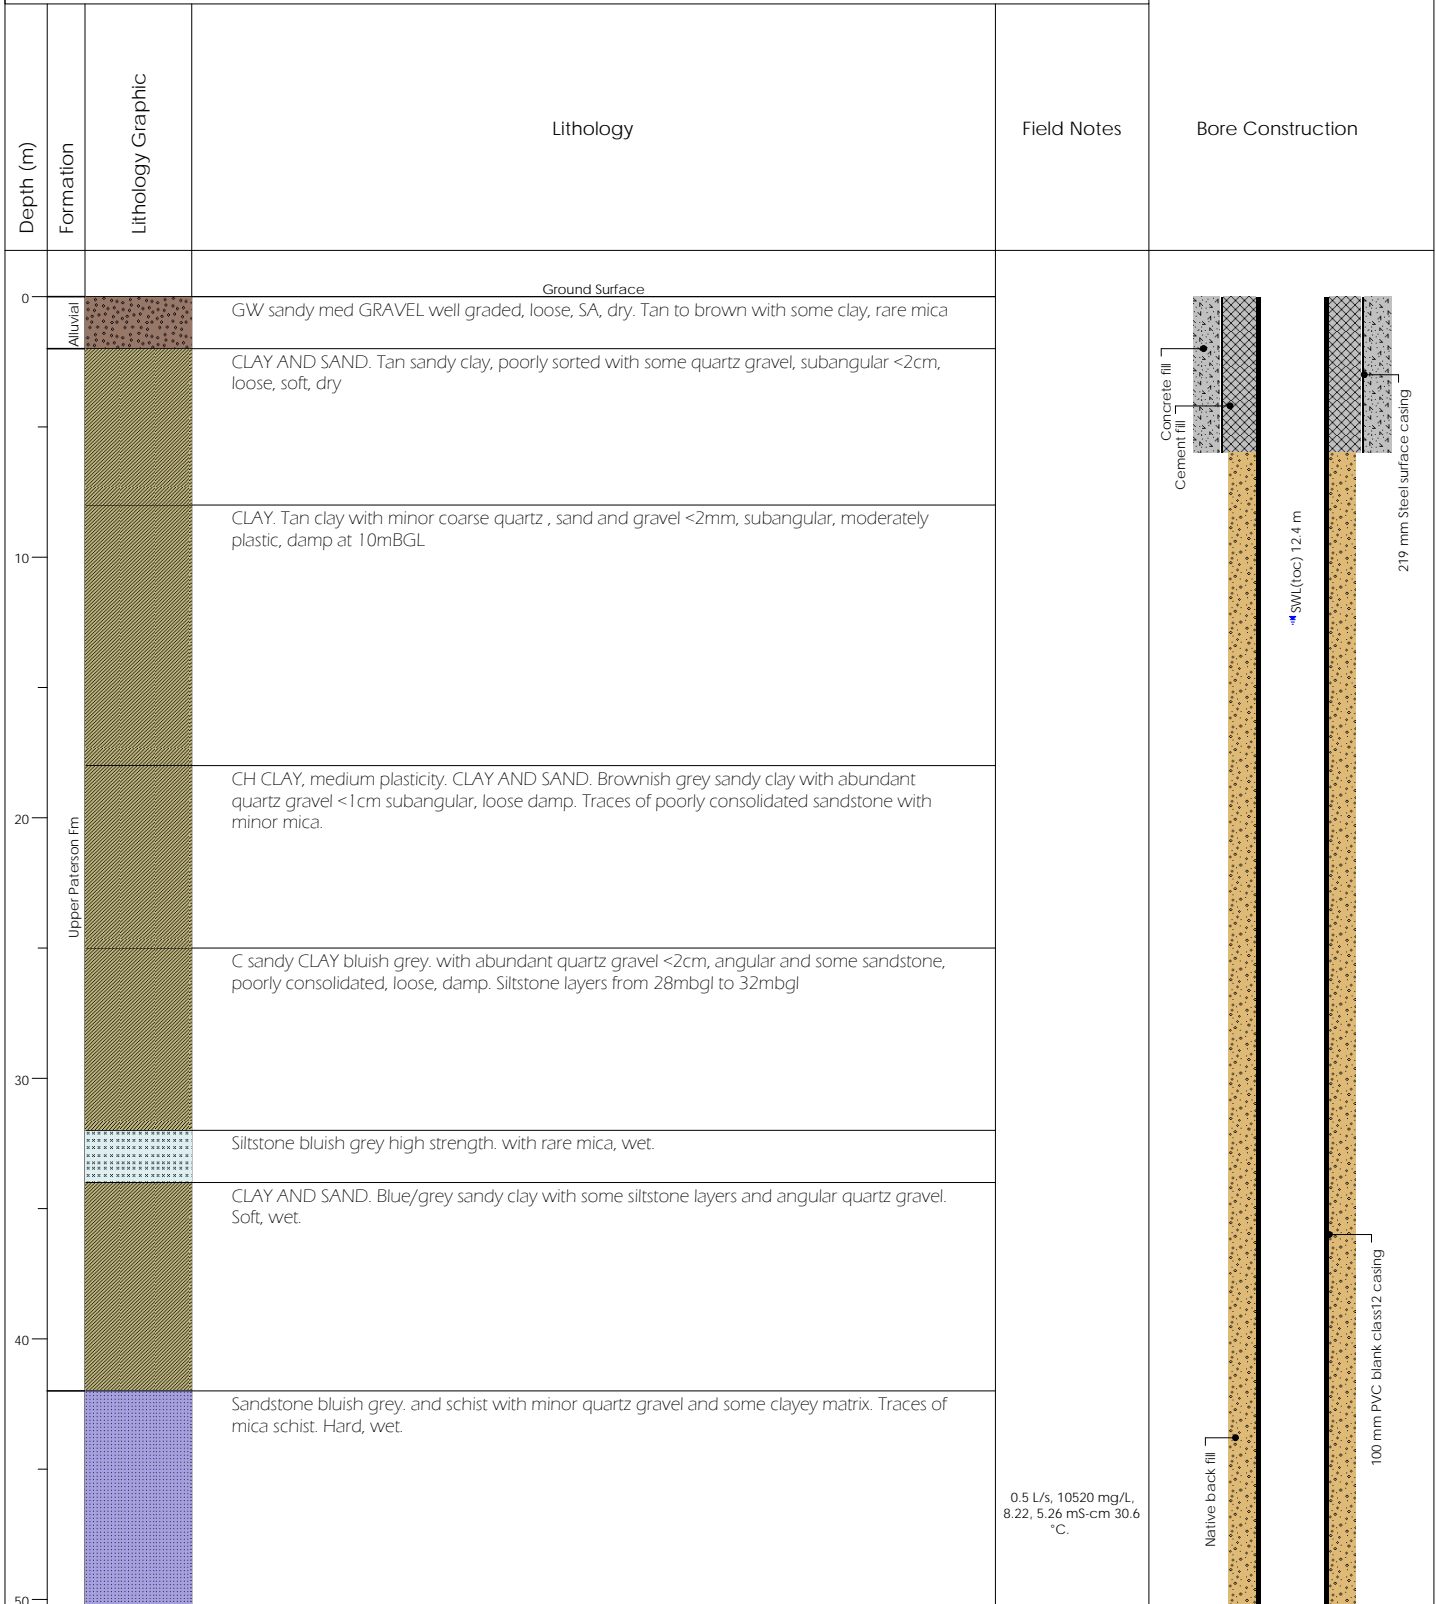 Depth (m)
Formation
Lithology Graphic
Lithology
Field Notes
Bore Construction
Ground Surface
0
Alluvial
GW sandy med GRAVEL well graded, loose, SA, dry. Tan to brown with some clay, rare mica
CLAY AND SAND. Tan sandy clay, poorly sorted with some quartz gravel, subangular <2cm,
loose, soft, dry
CLAY. Tan clay with minor coarse quartz , sand and gravel <2mm, subangular, moderately
plastic, damp at 10mBGL
10
CH CLAY, medium plasticity. CLAY AND SAND. Brownish grey sandy clay with abundant
quartz gravel <1cm subangular, loose damp. Traces of poorly consolidated sandstone with
minor mica.
20
Upper Paterson Fm
C sandy CLAY bluish grey. with abundant quartz gravel <2cm, angular and some sandstone,
poorly consolidated, loose, damp. Siltstone layers from 28mbgl to 32mbgl
30
Siltstone bluish grey high strength. with rare mica, wet.
CLAY AND SAND. Blue/grey sandy clay with some siltstone layers and angular quartz gravel.
Soft, wet.
40
Sandstone bluish grey. and schist with minor quartz gravel and some clayey matrix. Traces of
mica schist. Hard, wet.
50
0.5 L/s, 10520 mg/L,
8.22, 5.26 mS-cm 30.6
°C.
Concrete fill
Cement fill
219 mm Steel surface casing
SWL(toc) 12.4 m
100 mm PVC blank class12 casing
Native back fill